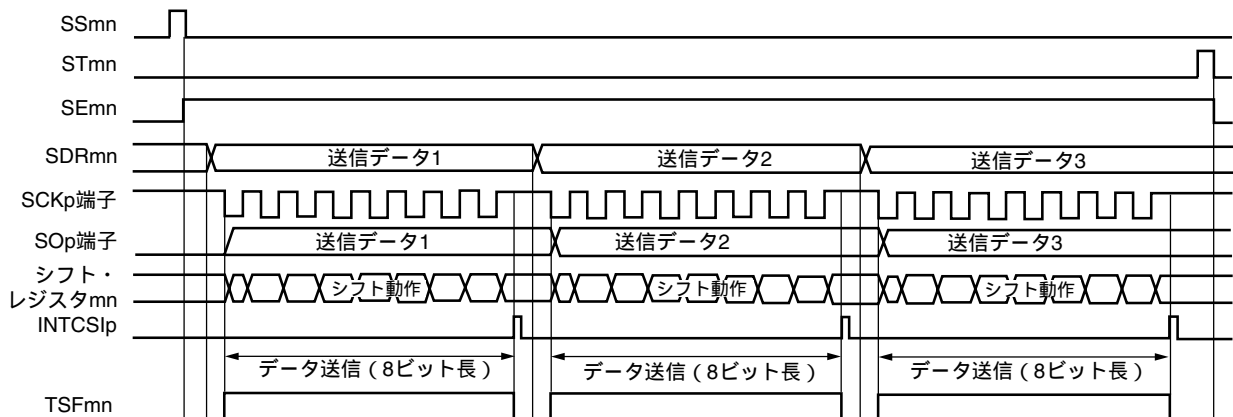 SSmn
STmn
SEmn
SDRmn 送信データ1 送信データ2 送信データ3
SCKp端子
SOp端子 送信データ1 送信データ2 送信データ3
シフト・
レジスタmn シフト動作 シフト動作 シフト動作
INTCSIp
データ送信（8ビット長） データ送信（8ビット長） データ送信（8ビット長）
TSFmn